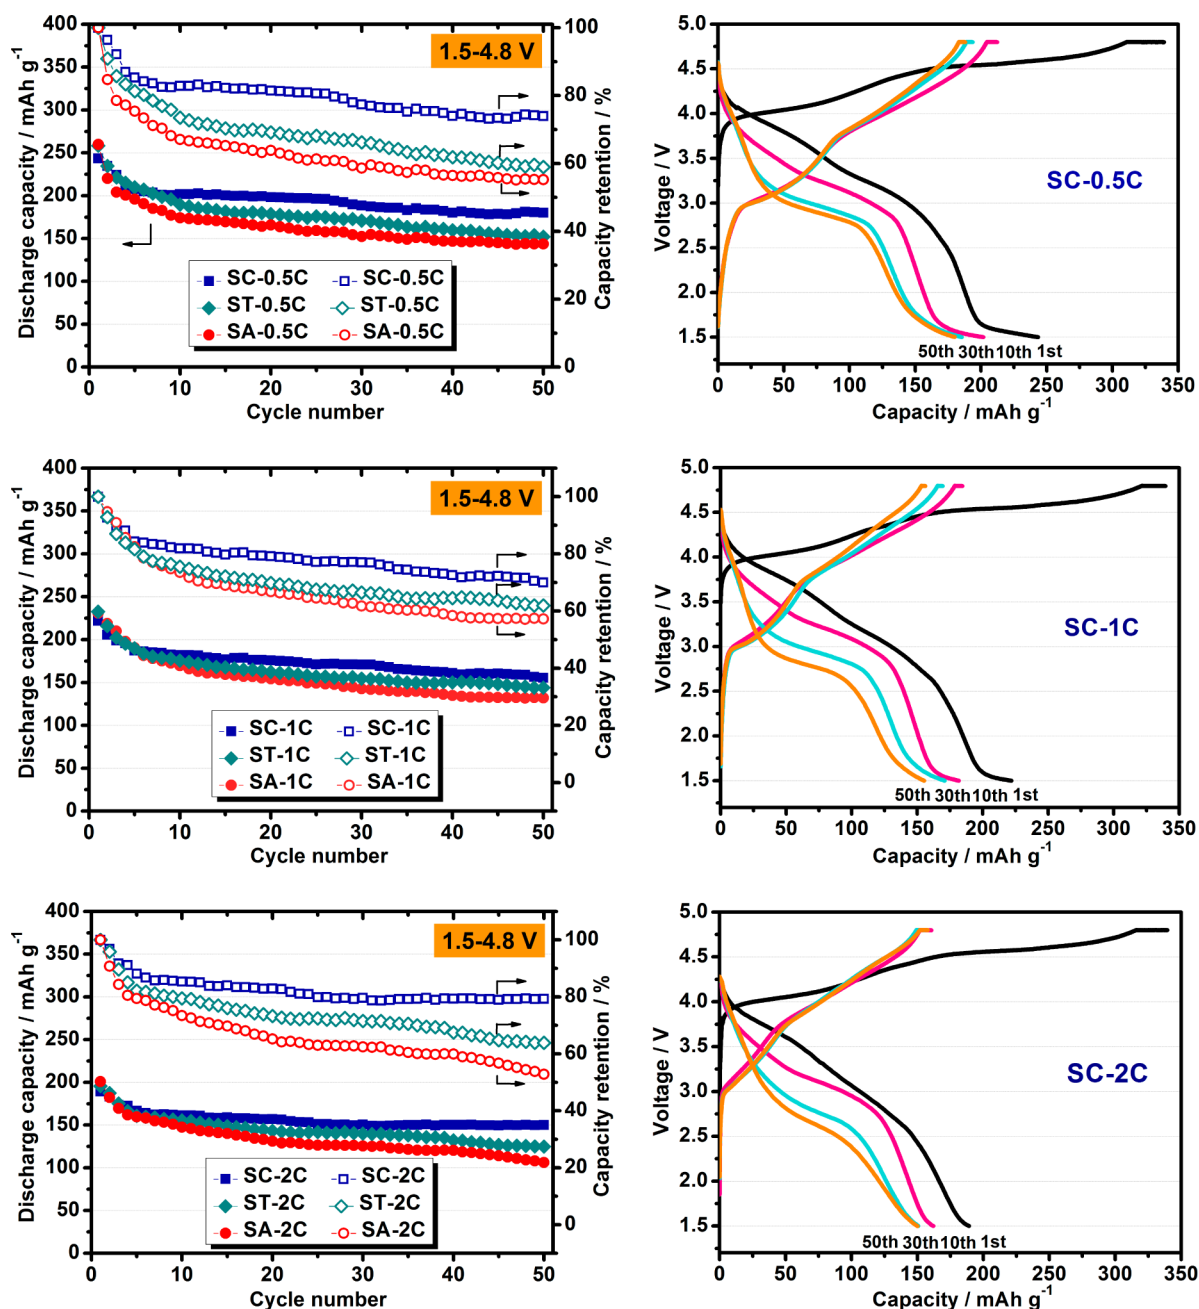 1.5-4.8 V
Discharge capacity / mAh g-1
400
350
300
250
200
150
100
50
0
100
80
60
40
20
0
Capacity retention / %
SC-0.5C SC-0.5C
ST-0.5C ST-0.5C
SA-0.5C SA-0.5C
0 10 20 30 40 50
Cycle number
Voltage / V
5.0
4.5
4.0
3.5
3.0
2.5
2.0
1.5
SC-0.5C
50th 30th 10th 1st
0 50 100 150 200 250 300 350
Capacity / mAh g-1
1.5-4.8 V
Discharge capacity / mAh g-1
400
350
300
250
200
150
100
50
0
100
80
60
40
20
0
Capacity retention / %
SC-1C SC-1C
ST-1C ST-1C
SA-1C SA-1C
0 10 20 30 40 50
Cycle number
Voltage / V
5.0
4.5
4.0
3.5
3.0
2.5
2.0
1.5
SC-1C
50th 30th 10th 1st
0 50 100 150 200 250 300 350
Capacity / mAh g-1
1.5-4.8 V
Discharge capacity / mAh g-1
400
350
300
250
200
150
100
50
0
100
80
60
40
20
0
Capacity retention / %
SC-2C SC-2C
ST-2C ST-2C
SA-2C SA-2C
0 10 20 30 40 50
Cycle number
Voltage / V
5.0
4.5
4.0
3.5
3.0
2.5
2.0
1.5
SC-2C
50th 30th 10th 1st
0 50 100 150 200 250 300 350
Capacity / mAh g-1